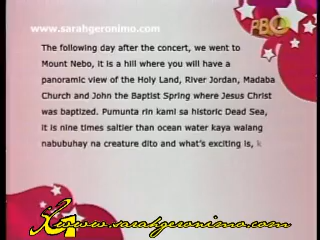 www.sarahgeronimo.com
PBO
The following day after the concert, we went to
Mount Nebo, it is a hill where you will have a
panoramic view of the Holy Land, River Jordan, Madaba
Church and John the Baptist Spring where Jesus Christ
was baptized. Pumunta rin kami sa historic Dead Sea,
it is nine times saltier than ocean water kaya walang
nabubuhay na creature dito and what's exciting is, k
www.sarahgeronimo.com